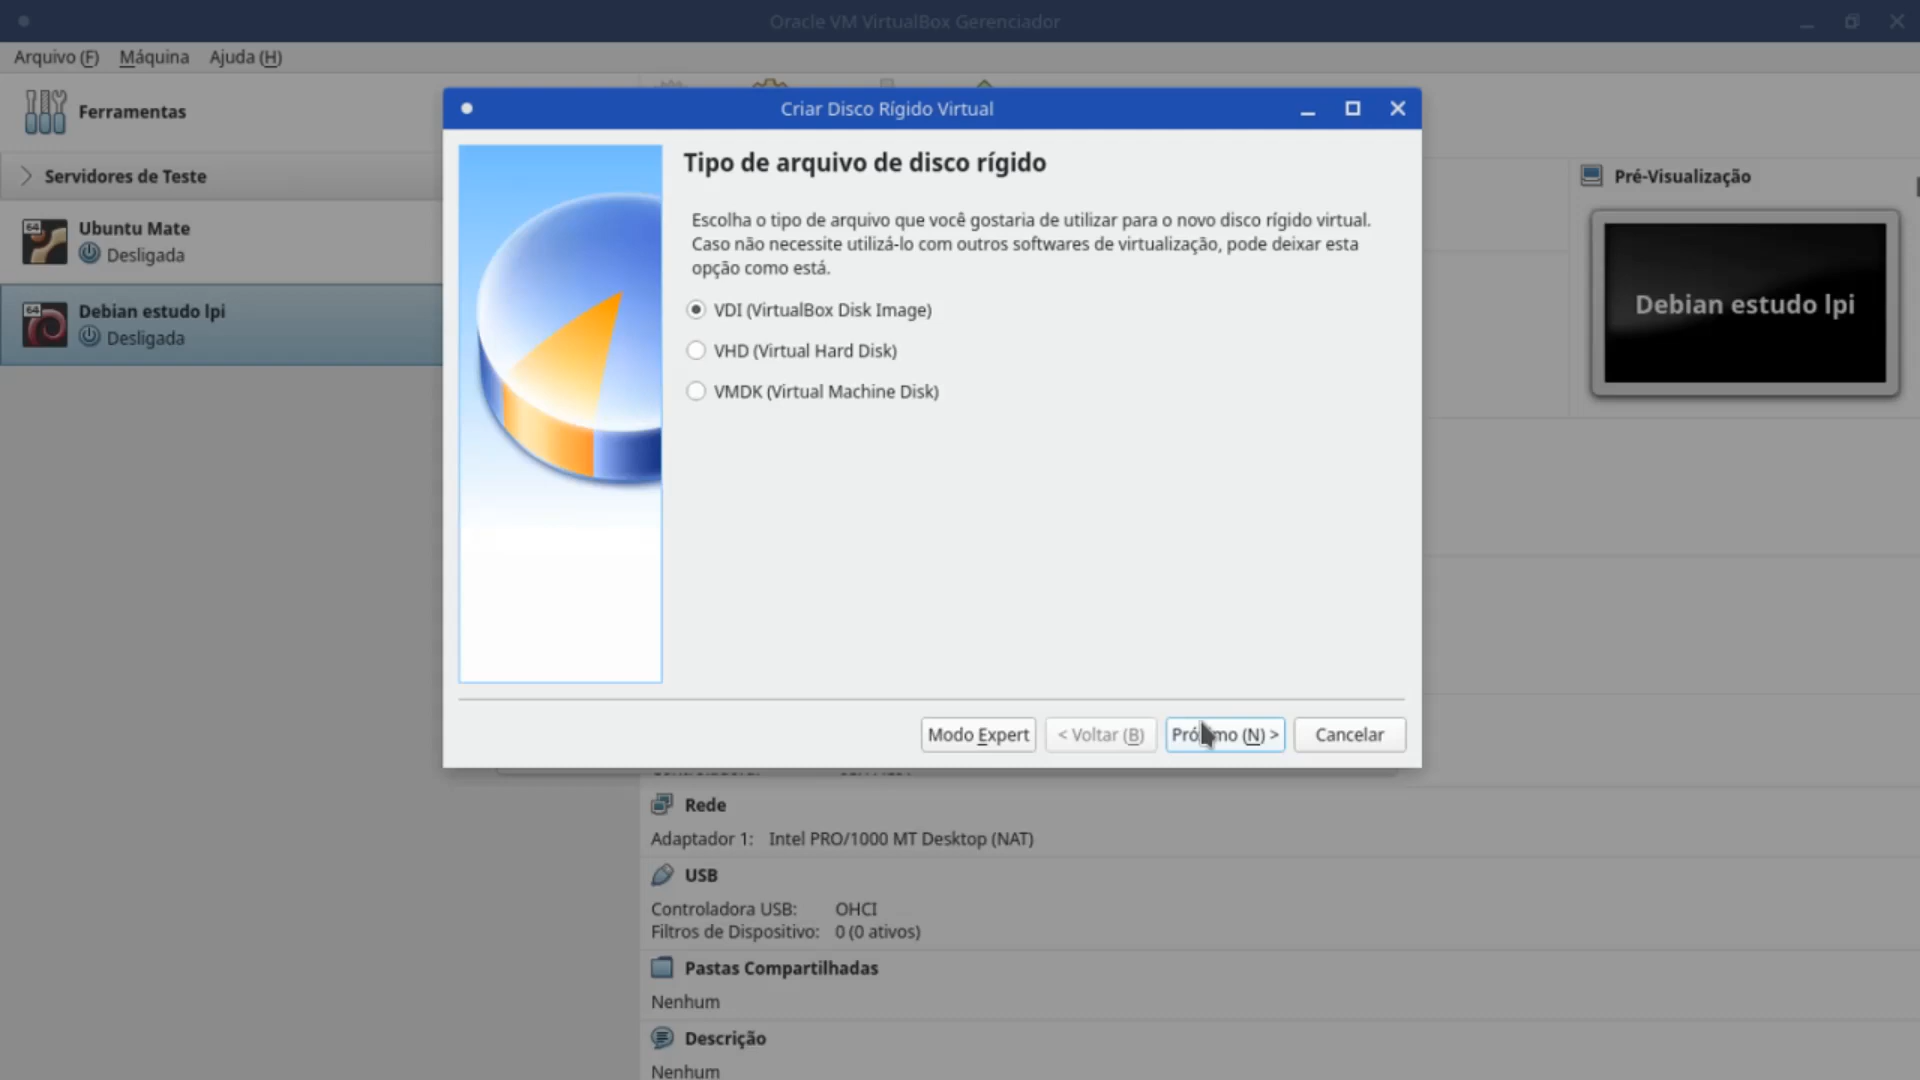 Oracle VM VirtualBox Gerenciador
Arquivo (F) Máquina Ajuda (H)
Ferramentas
Servidores de Teste
64 Ubuntu Mate
Desligada
64 Debian estudo lpi
Desligada
Criar Disco Rígido Virtual
Tipo de arquivo de disco rígido
Escolha o tipo de arquivo que você gostaria de utilizar para o novo disco rígido virtual.
Caso não necessite utilizá-lo com outros softwares de virtualização, pode deixar esta
opção como está.
VDI (VirtualBox Disk Image)
VHD (Virtual Hard Disk)
VMDK (Virtual Machine Disk)
Modo Expert < Voltar (B) Próximo (N) > Cancelar
Pré-Visualização
Debian estudo lpi
Rede
Adaptador 1: Intel PRO/1000 MT Desktop (NAT)
USB
Controladora USB: OHCI
Filtros de Dispositivo: 0 (0 ativos)
Pastas Compartilhadas
Nenhum
Descrição
Nenhum